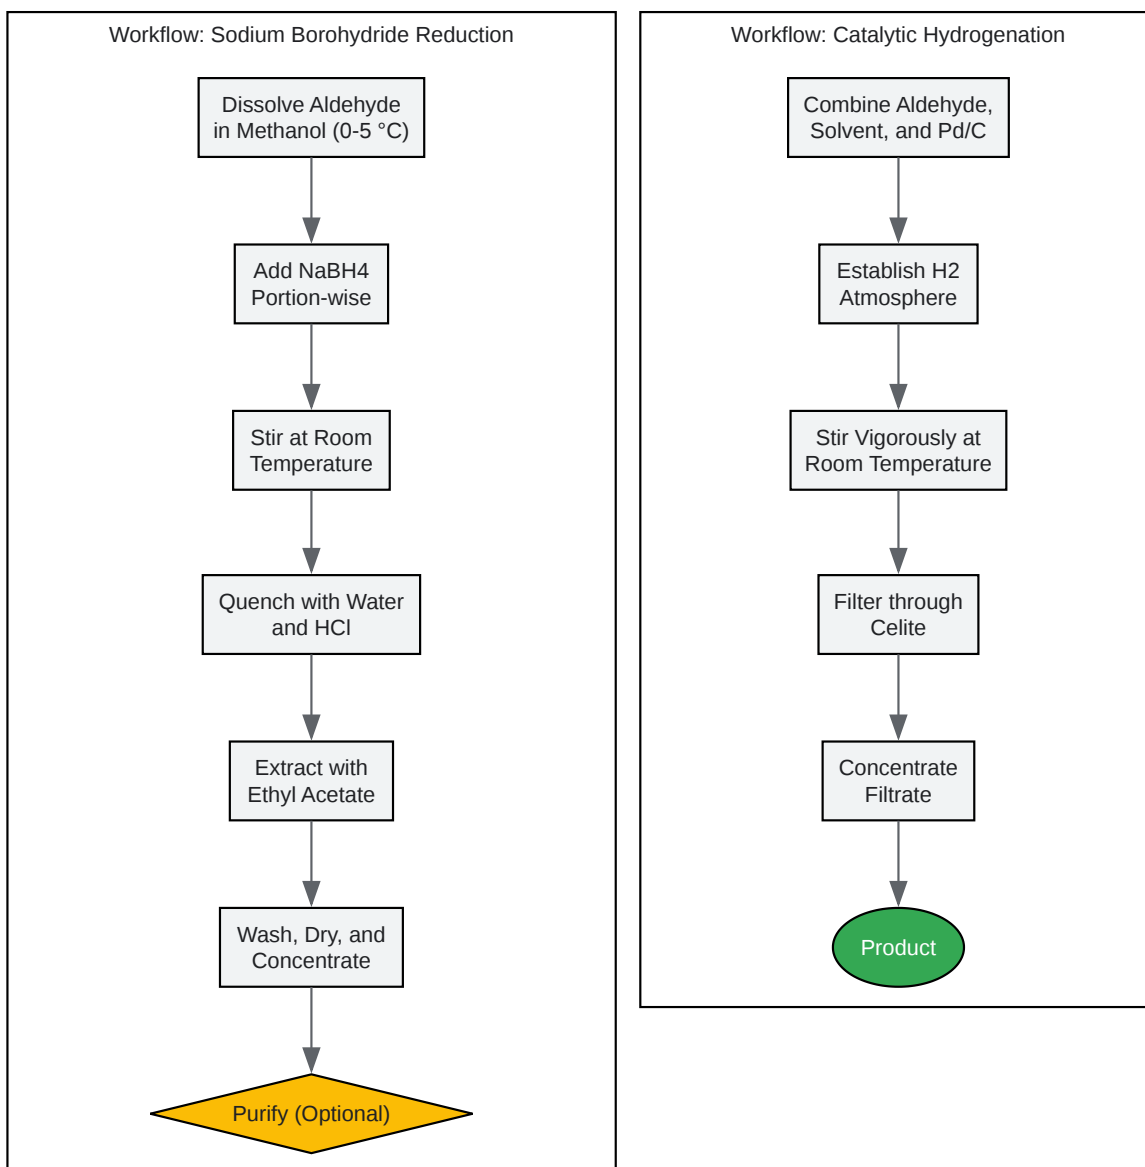 Workflow: Sodium Borohydride Reduction
Dissolve Aldehyde
in Methanol (0-5 °C)
Add NaBH4
Portion-wise
Stir at Room
Temperature
Quench with Water
and HCl
Extract with
Ethyl Acetate
Wash, Dry, and
Concentrate
Purify (Optional)
Workflow: Catalytic Hydrogenation
Combine Aldehyde,
Solvent, and Pd/C
Establish H2
Atmosphere
Stir Vigorously at
Room Temperature
Filter through
Celite
Concentrate
Filtrate
Product